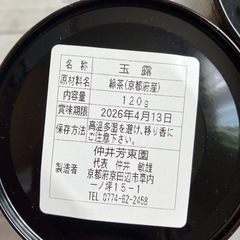 名称 玉露
原材料名 緑茶(京都府産)
内容量 120g
賞味期限 2026年4月13日
保存方法 高温多湿を避け、移り香に
ご注意下さい。
製造者 仲井芳東園
代表 仲井 敏雄
京都府京田辺市草内
一ノ坪15-1
TEL 0774-62-2458